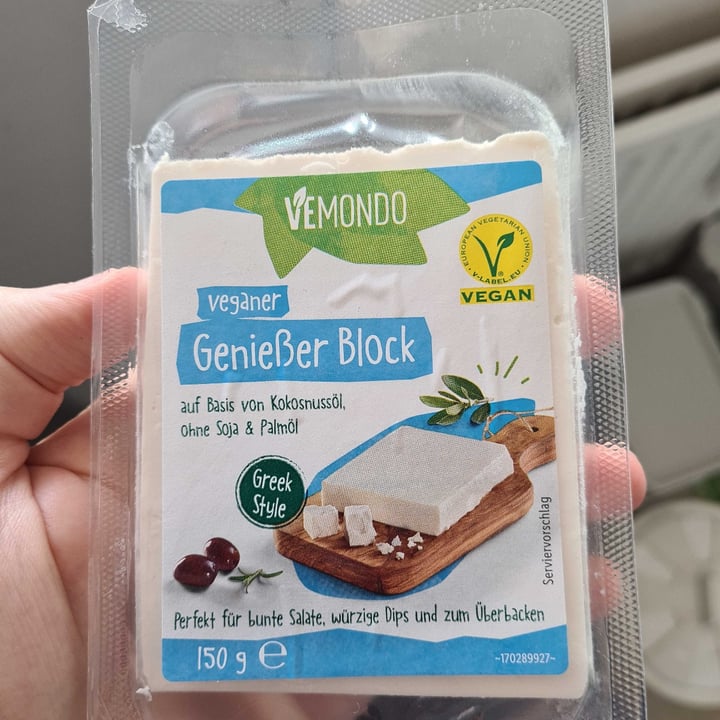 VEMONDO
EUROPEAN VEGETARIAN UNION
V-LABEL.EU
VEGAN
veganer
Genießer Block
auf Basis von Kokosnussöl,
ohne Soja & Palmöl
Greek
Style
Serviervorschlag
Perfekt für bunte Salate, würzige Dips und zum Überbacken
150 g ℮
~170289927~